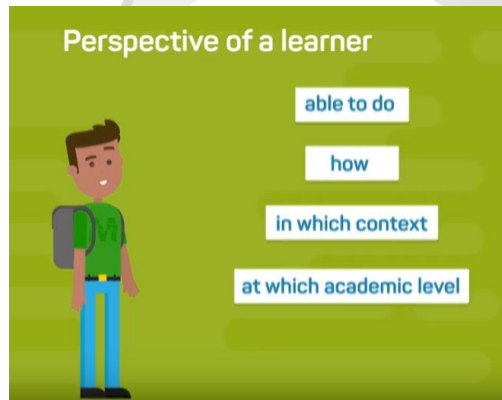 Perspective of a learner
able to do
how
in which context
at which academic level
M